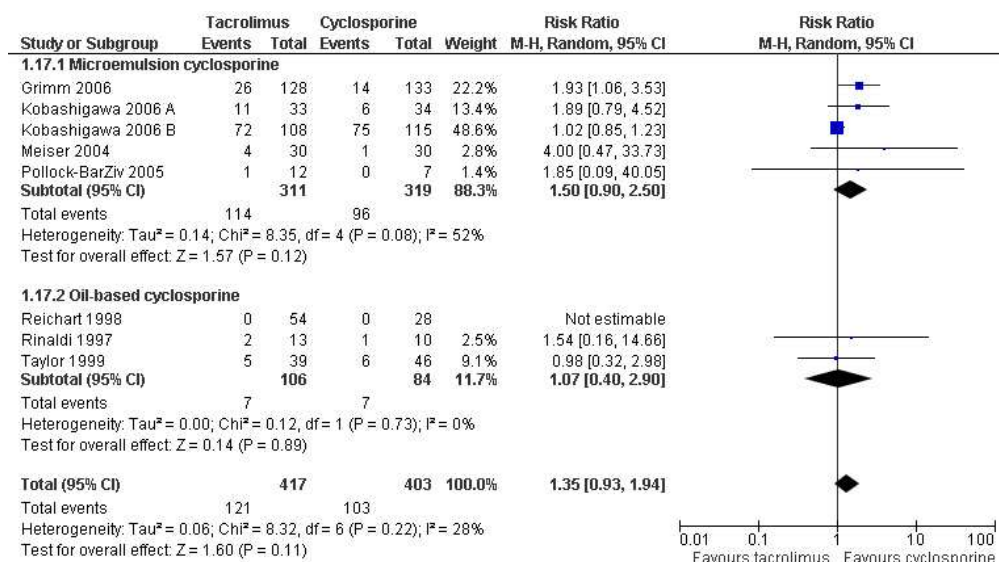 Tacrolimus Cyclosporine Risk Ratio Risk Ratio
Study or Subgroup Events Total Events Total Weight M-H, Random, 95% CI M-H, Random, 95% CI
1.17.1 Microemulsion cyclosporine
Grimm 2006 26 128 14 133 22.2% 1.93 [1.06, 3.53]
Kobashigawa 2006 A 11 33 6 34 13.4% 1.89 [0.79, 4.52]
Kobashigawa 2006 B 72 108 75 115 48.6% 1.02 [0.85, 1.23]
Meiser 2004 4 30 1 30 2.8% 4.00 [0.47, 33.73]
Pollock-BarZiv 2005 1 12 0 7 1.4% 1.85 [0.09, 40.05]
Subtotal (95% CI) 311 319 88.3% 1.50 [0.90, 2.50]
Total events 114 96
Heterogeneity: Tau² = 0.14; Chi² = 8.35, df = 4 (P = 0.08); I² = 52%
Test for overall effect: Z = 1.57 (P = 0.12)
1.17.2 Oil-based cyclosporine
Reichart 1998 0 54 0 28 Not estimable
Rinaldi 1997 2 13 1 10 2.5% 1.54 [0.16, 14.66]
Taylor 1999 5 39 6 46 9.1% 0.98 [0.32, 2.98]
Subtotal (95% CI) 106 84 11.7% 1.07 [0.40, 2.90]
Total events 7 7
Heterogeneity: Tau² = 0.00; Chi² = 0.12, df = 1 (P = 0.73); I² = 0%
Test for overall effect: Z = 0.14 (P = 0.89)
Total (95% CI) 417 403 100.0% 1.35 [0.93, 1.94]
Total events 121 103
Heterogeneity: Tau² = 0.06; Chi² = 8.32, df = 6 (P = 0.22); I² = 28%
Test for overall effect: Z = 1.60 (P = 0.11)
0.01 0.1 1 10 100
Favours tacrolimus Favours cyclosporine